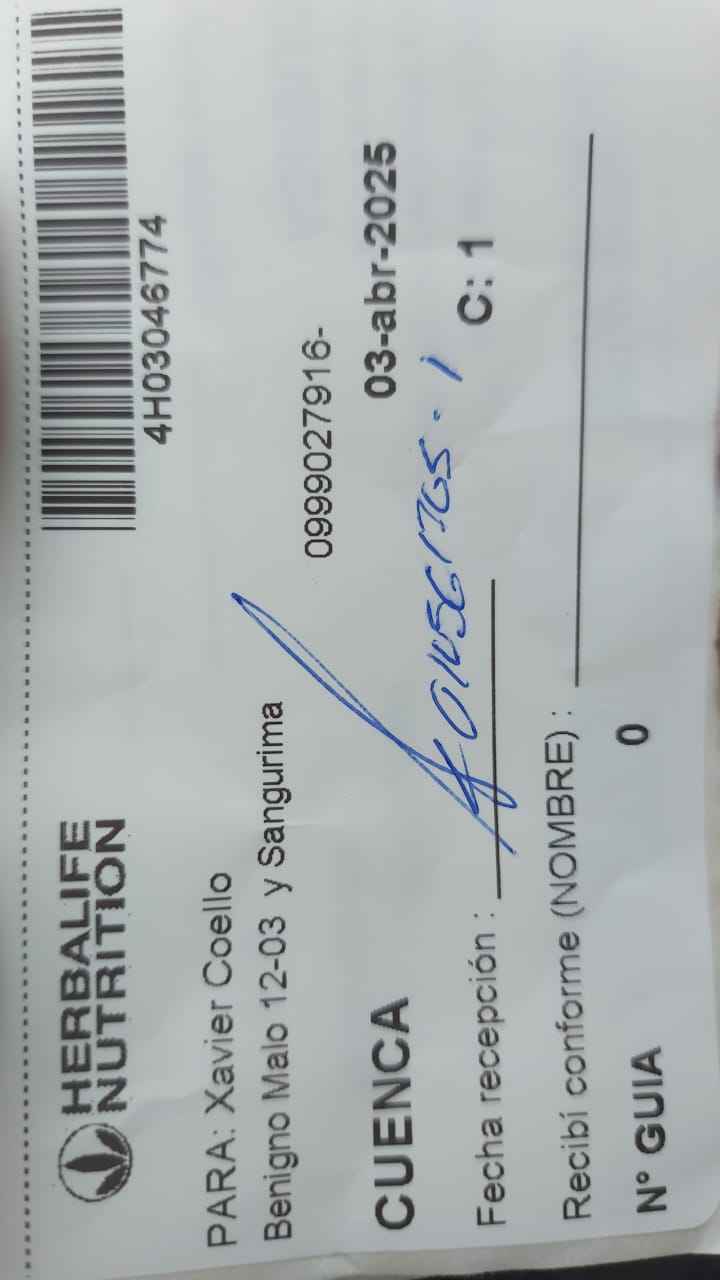 HERBALIFE
NUTRITION
4H03046774
PARA: Xavier Coello
Benigno Malo 12-03 y Sangurima
0999027916-
CUENCA
03-abr-2025
Fecha recepción :
C: 1
Recibí conforme (NOMBRE) :
Nº GUIA 0